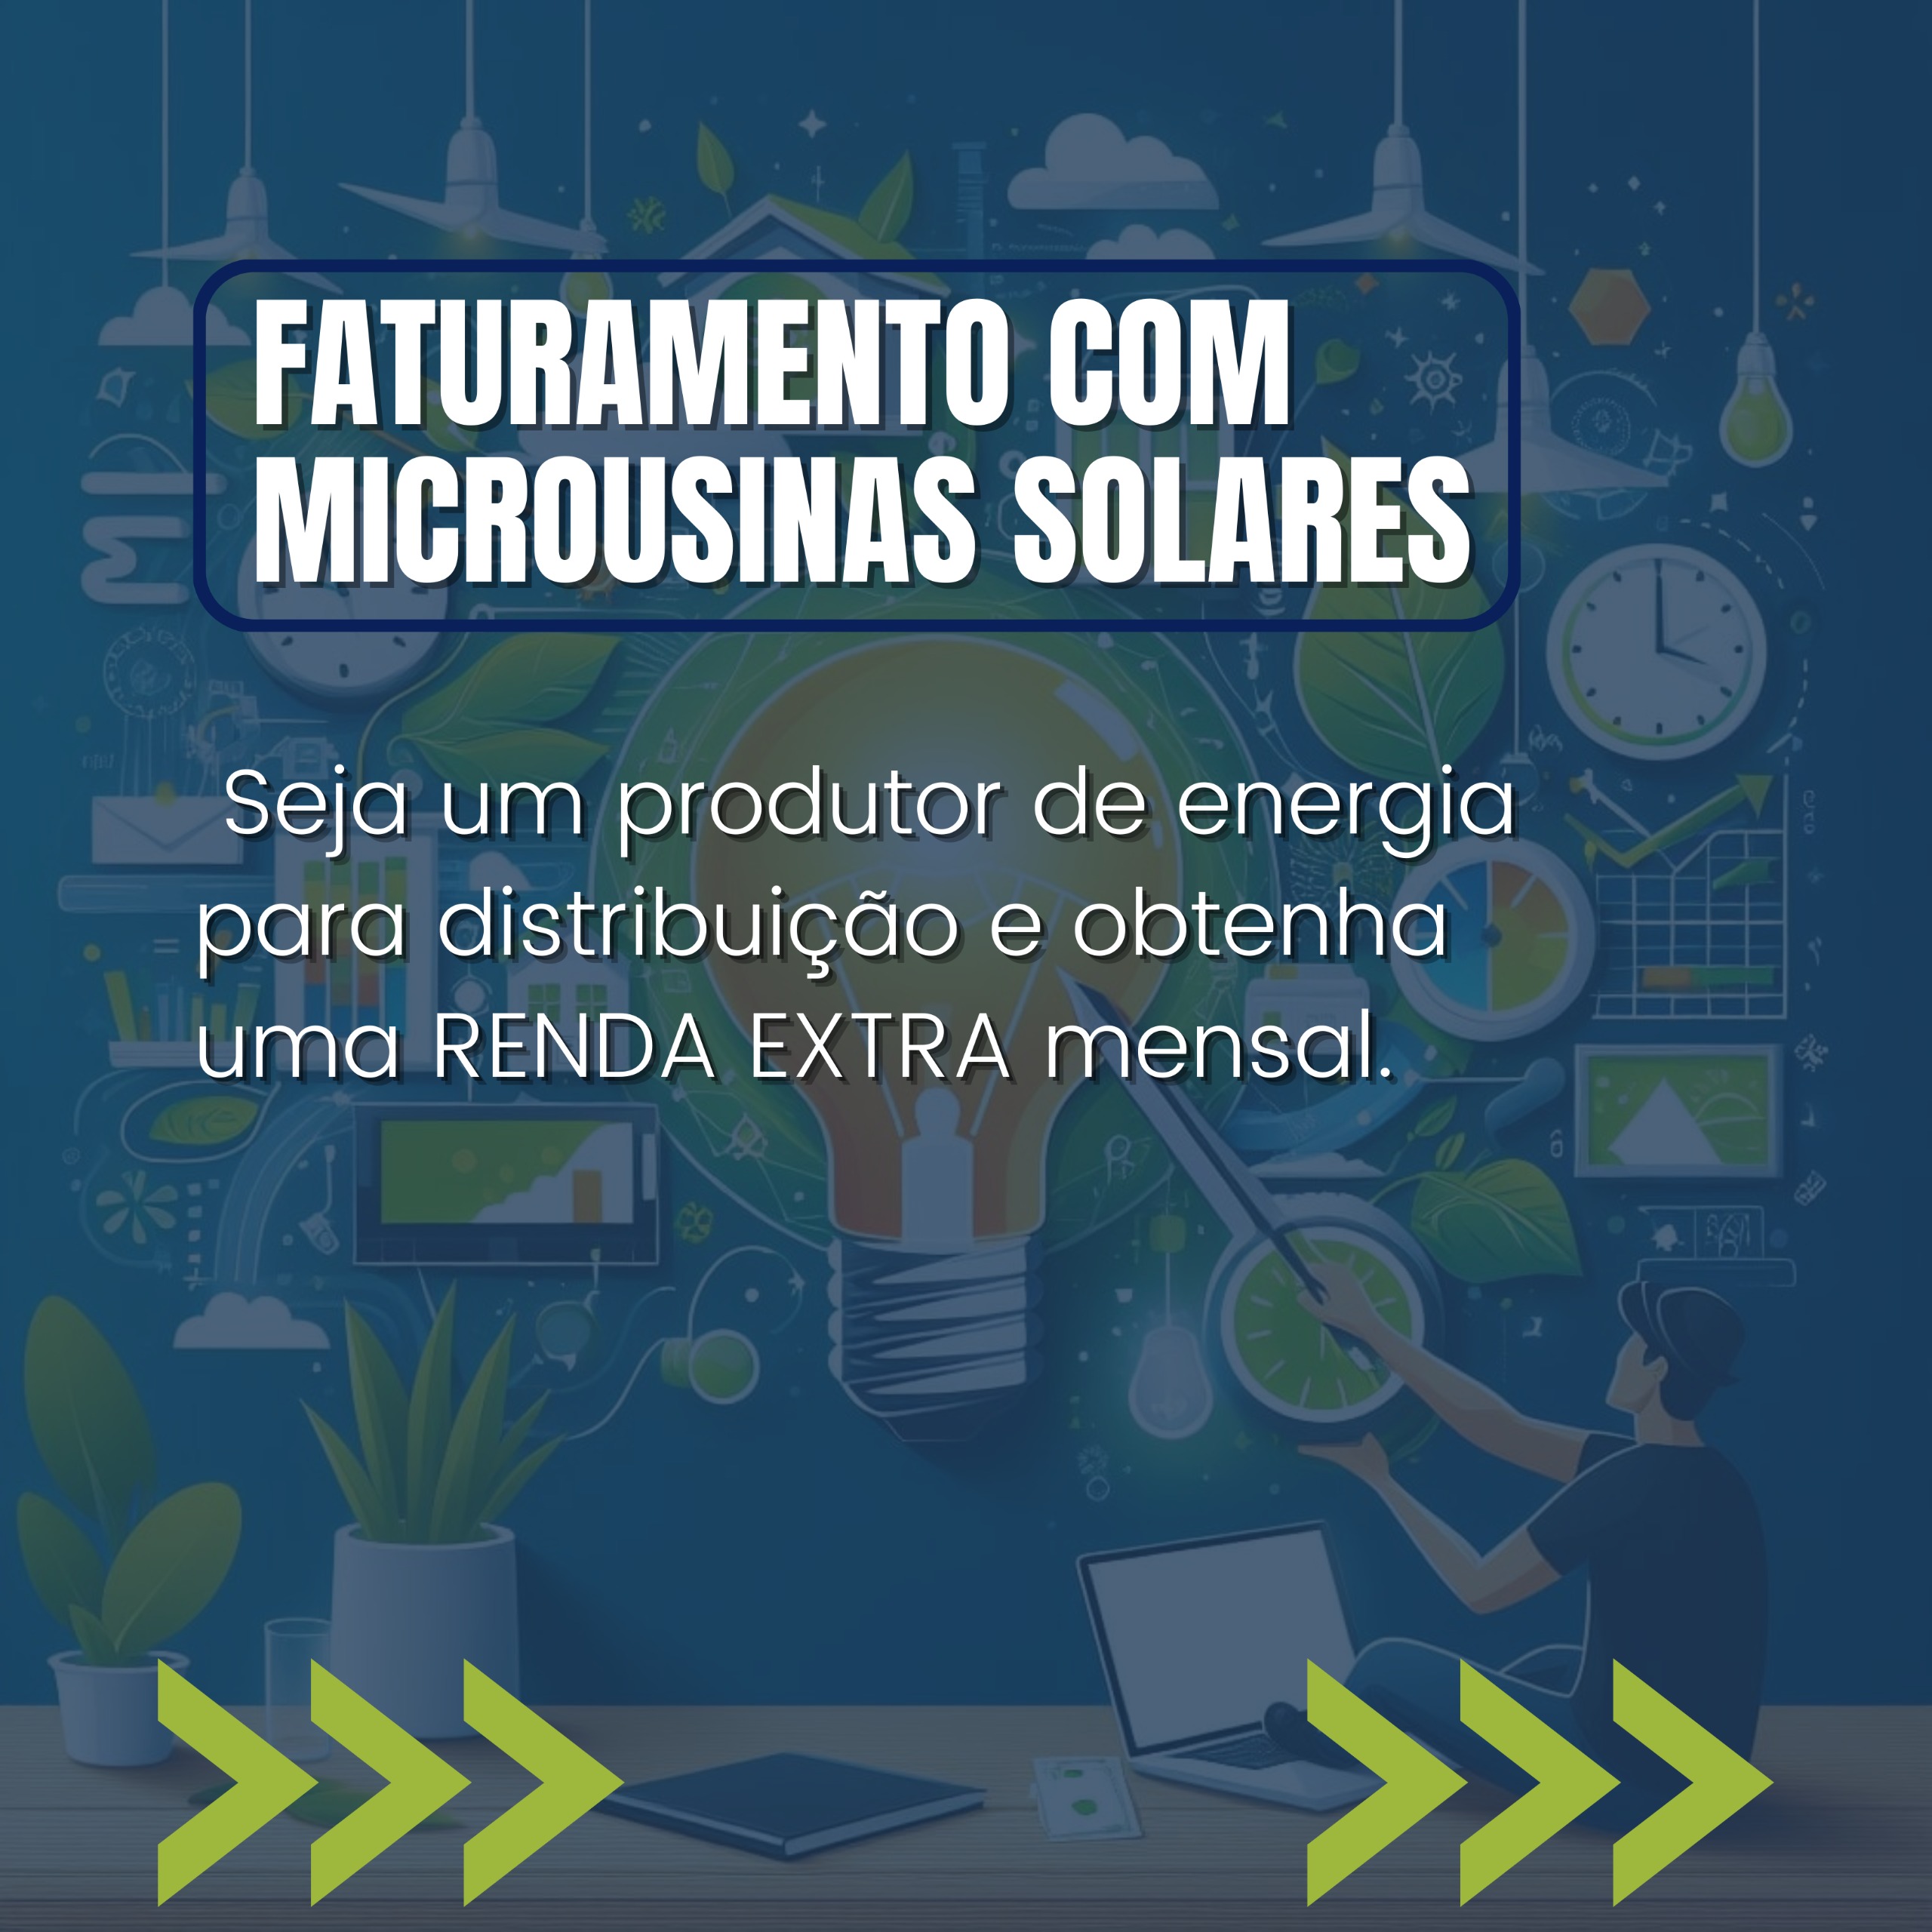 FATURAMENTO COM
MICROUSINAS SOLARES
Seja um produtor de energia
para distribuição e obtenha
uma RENDA EXTRA mensal.